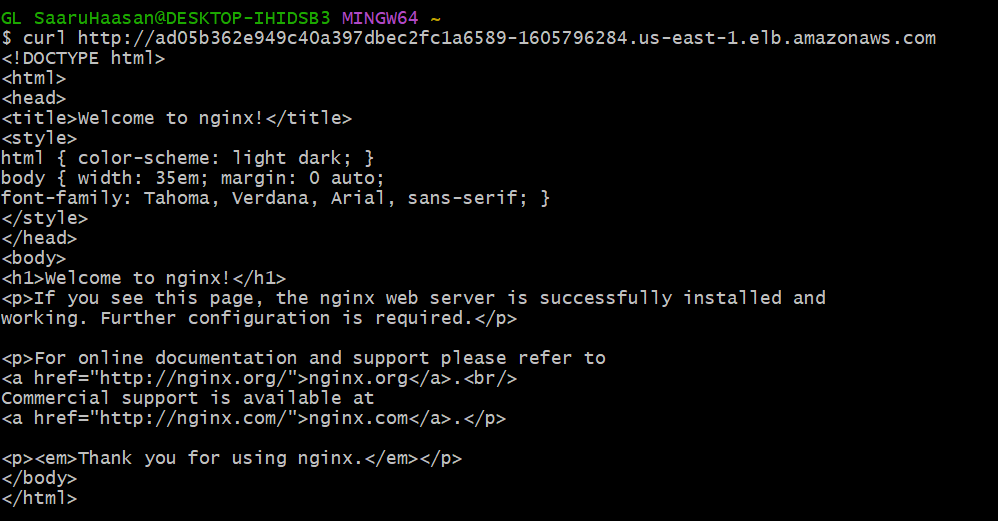 GL SaaruHaasan@DESKTOP-IHIDSB3 MINGW64 ~
$ curl http://ad05b362e949c40a397dbec2fc1a6589-1605796284.us-east-1.elb.amazonaws.com
<!DOCTYPE html>
<html>
<head>
<title>Welcome to nginx!</title>
<style>
html { color-scheme: light dark; }
body { width: 35em; margin: 0 auto;
font-family: Tahoma, Verdana, Arial, sans-serif; }
</style>
</head>
<body>
<h1>Welcome to nginx!</h1>
<p>If you see this page, the nginx web server is successfully installed and
working. Further configuration is required.</p>

<p>For online documentation and support please refer to
<a href="http://nginx.org/">nginx.org</a>.<br/>
Commercial support is available at
<a href="http://nginx.com/">nginx.com</a>.</p>

<p><em>Thank you for using nginx.</em></p>
</body>
</html>